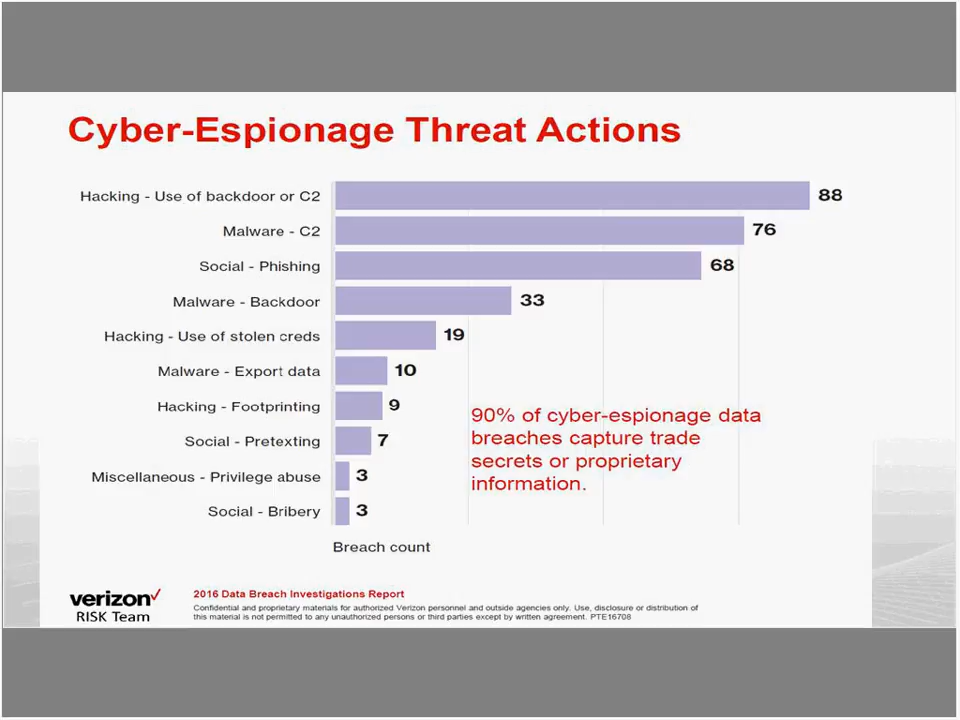 Cyber-Espionage Threat Actions
Hacking - Use of backdoor or C2 88
Malware - C2 76
Social - Phishing 68
Malware - Backdoor 33
Hacking - Use of stolen creds 19
Malware - Export data 10
Hacking - Footprinting 9
Social - Pretexting 7
Miscellaneous - Privilege abuse 3
Social - Bribery 3
Breach count
90% of cyber-espionage data
breaches capture trade
secrets or proprietary
information.
verizon✓
RISK Team
2016 Data Breach Investigations Report
Confidential and proprietary materials for authorized Verizon personnel and outside agencies only. Use, disclosure or distribution of
this material is not permitted to any unauthorized persons or third parties except by written agreement. PTE16708